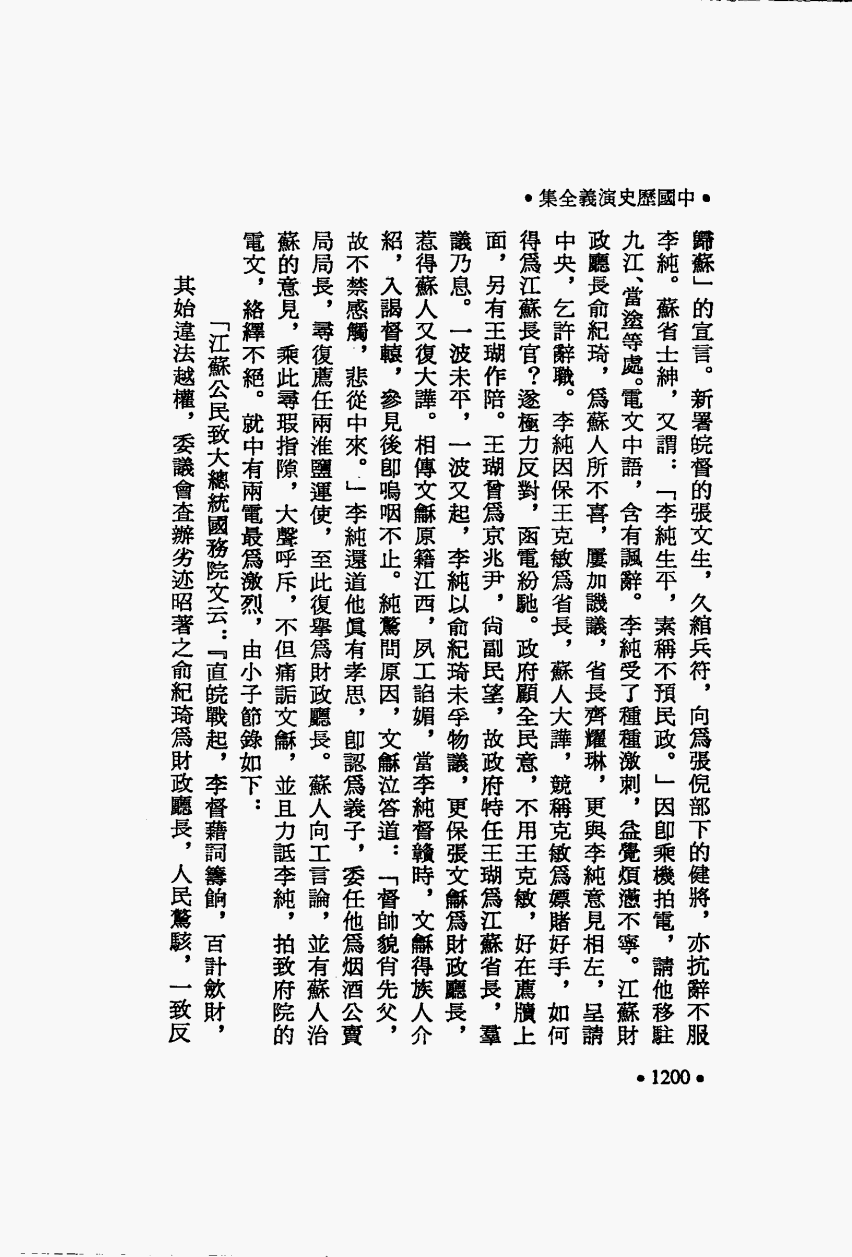 •中國歷史演義全集•
歸蘇」的宣言。新署皖督的張文生，久綰兵符，向爲張倪部下的健將，亦抗辭不服
李純。蘇省士紳，又謂：「李純生平，素稱不預民政。」因卽乘機拍電，請他移駐
九江、當塗等處。電文中語，含有諷辭。李純受了種種激刺，益覺煩懣不寧。江蘇財
政廳長俞紀琦，爲蘇人所不喜，屢加譏議，省長齊耀琳，更與李純意見相左，呈請
中央，乞許辭職。李純因保王克敏爲省長，蘇人大譁，競稱克敏爲嫖賭好手，如何
得爲江蘇長官？遂極力反對，函電紛馳。政府顧全民意，不用王克敏，好在薦牘上
面，另有王瑚作陪。王瑚曾爲京兆尹，尙副民望，故政府特任王瑚爲江蘇省長，羣
議乃息。一波未平，一波又起，李純以俞紀琦未孚物議，更保張文龢爲財政廳長，
惹得蘇人又復大譁。相傳文龢原籍江西，夙工諂媚，當李純督贛時，文龢得族人介
紹，入謁督轅，參見後卽嗚咽不止。純驚問原因，文龢泣答道：「督帥貌肖先父，
故不禁感觸，悲從中來。」李純還道他眞有孝思，卽認爲義子，委任他爲烟酒公賣
局局長，尋復薦任兩淮鹽運使，至此復舉爲財政廳長。蘇人向工言論，並有蘇人治
蘇的意見，乘此尋瑕指隙，大聲呼斥，不但痛詬文龢，並且力詆李純，拍致府院的
電文，絡繹不絕。就中有兩電最爲激烈，由小子節錄如下：
「江蘇公民致大總統國務院文云：『直皖戰起，李督藉詞籌餉，百計斂財，
其始違法越權，委議會查辦劣迹昭著之俞紀琦爲財政廳長，人民驚駭，一致反
•1200•